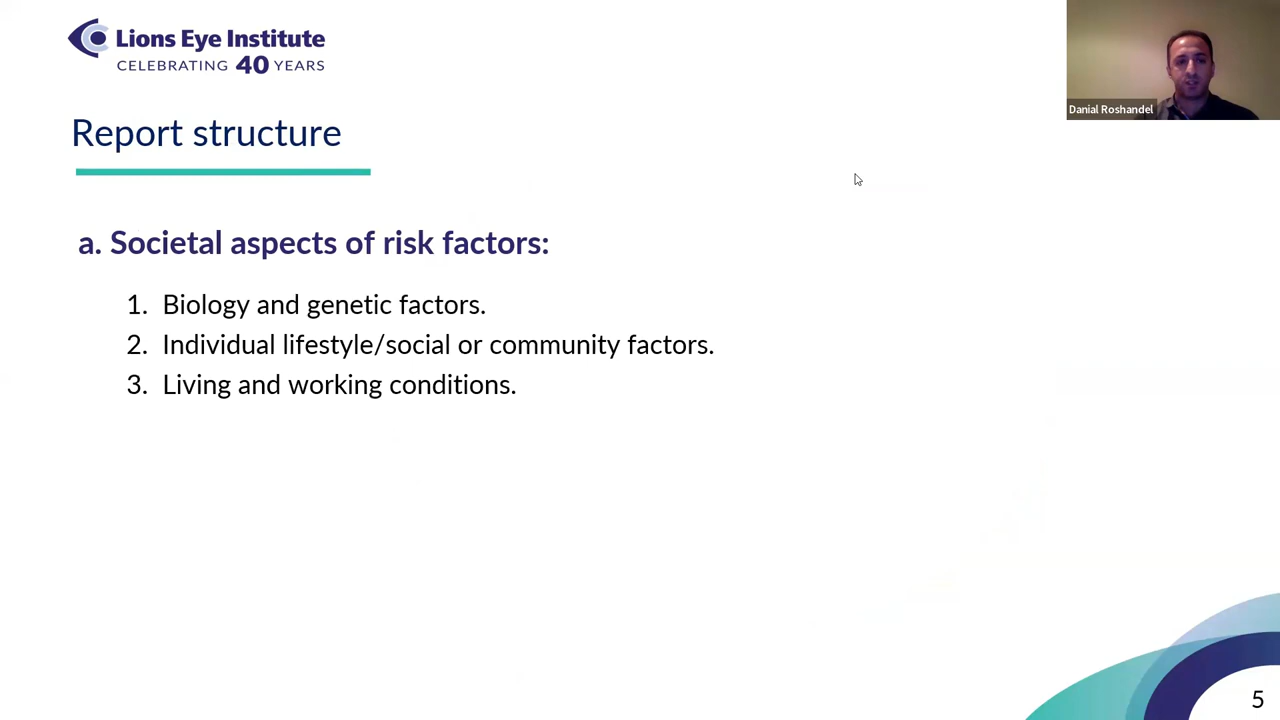 Lions Eye Institute
CELEBRATING 40 YEARS
Danial Roshandel
Report structure
a. Societal aspects of risk factors:
1. Biology and genetic factors.
2. Individual lifestyle/social or community factors.
3. Living and working conditions.
5